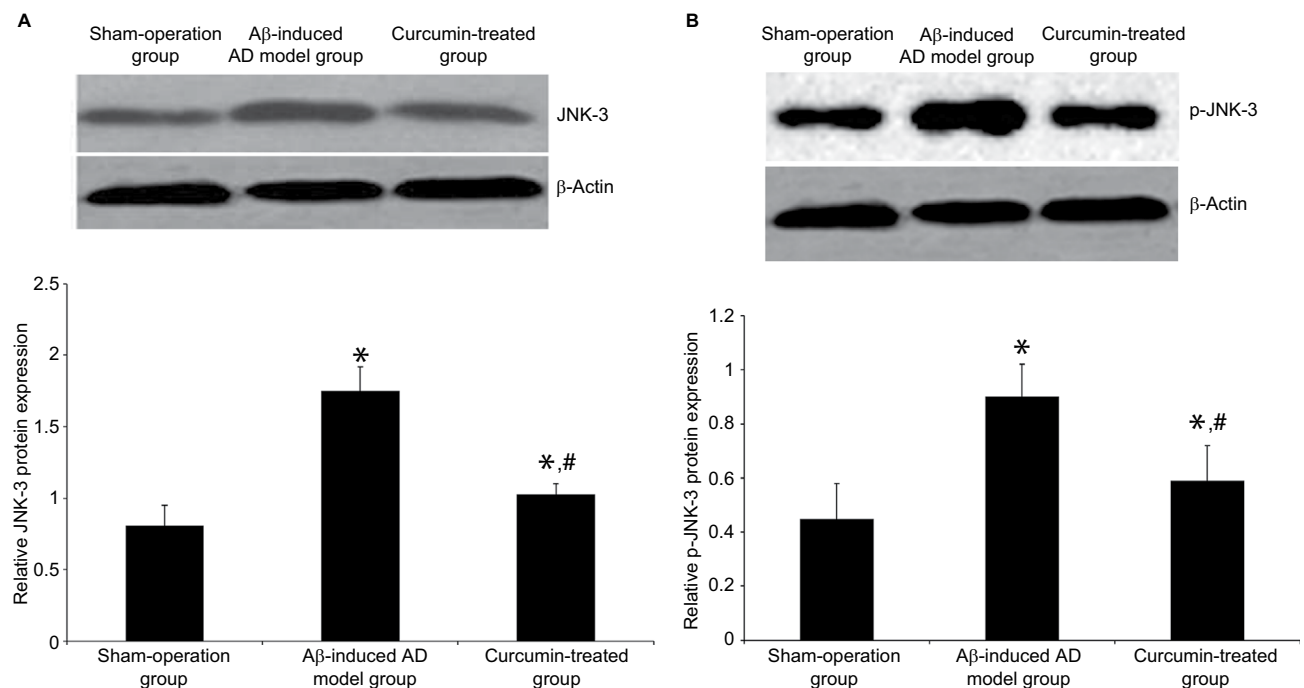 A
Sham-operation
group
Aβ-induced
AD model group
Curcumin-treated
group
JNK-3
β-Actin
2.5
2
1.5
1
0.5
0
Relative JNK-3 protein expression
*
*,#
Sham-operation
group
Aβ-induced AD
model group
Curcumin-treated
group
B
Sham-operation
group
Aβ-induced
AD model group
Curcumin-treated
group
p-JNK-3
β-Actin
1.2
1
0.8
0.6
0.4
0.2
0
Relative p-JNK-3 protein expression
*
*,#
Sham-operation
group
Aβ-induced AD
model group
Curcumin-treated
group